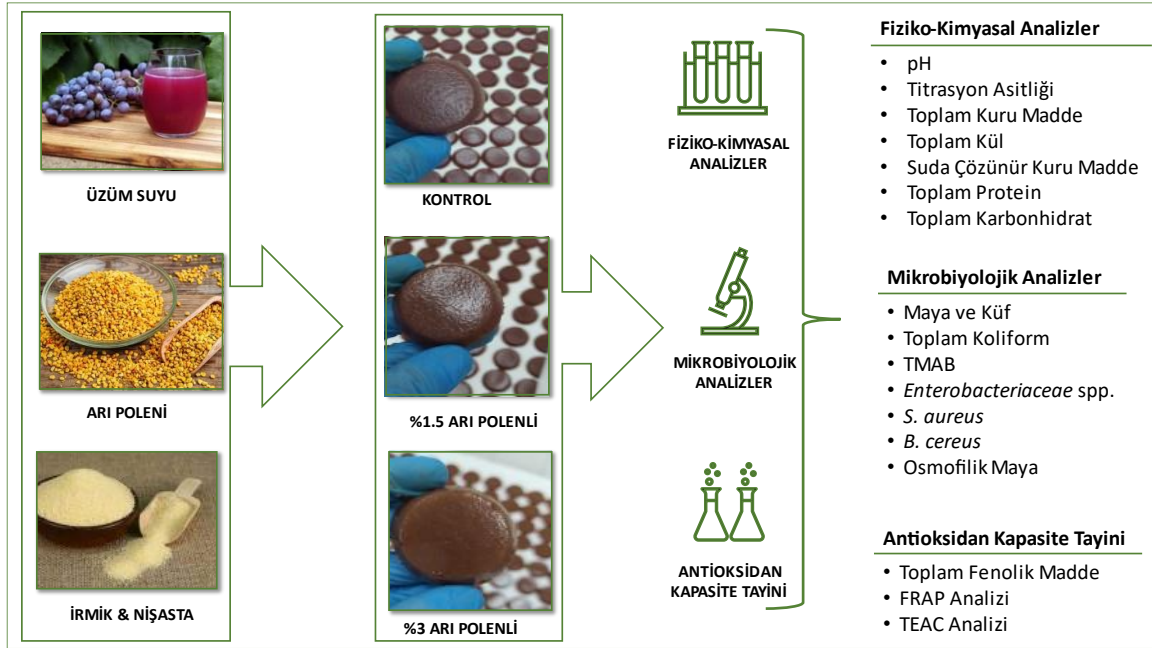 ÜZÜM SUYU
ARI POLENİ
İRMİK & NİŞASTA
KONTROL
%1.5 ARI POLENLİ
%3 ARI POLENLİ
FİZİKO-KİMYASAL
ANALİZLER
MİKROBİYOLOJİK
ANALİZLER
ANTİOKSİDAN
KAPASİTE TAYİNİ
Fiziko-Kimyasal Analizler
• pH
• Titrasyon Asitliği
• Toplam Kuru Madde
• Toplam Kül
• Suda Çözünür Kuru Madde
• Toplam Protein
• Toplam Karbonhidrat
Mikrobiyolojik Analizler
• Maya ve Küf
• Toplam Koliform
• TMAB
• Enterobacteriaceae spp.
• S. aureus
• B. cereus
• Osmofilik Maya
Antioksidan Kapasite Tayini
• Toplam Fenolik Madde
• FRAP Analizi
• TEAC Analizi